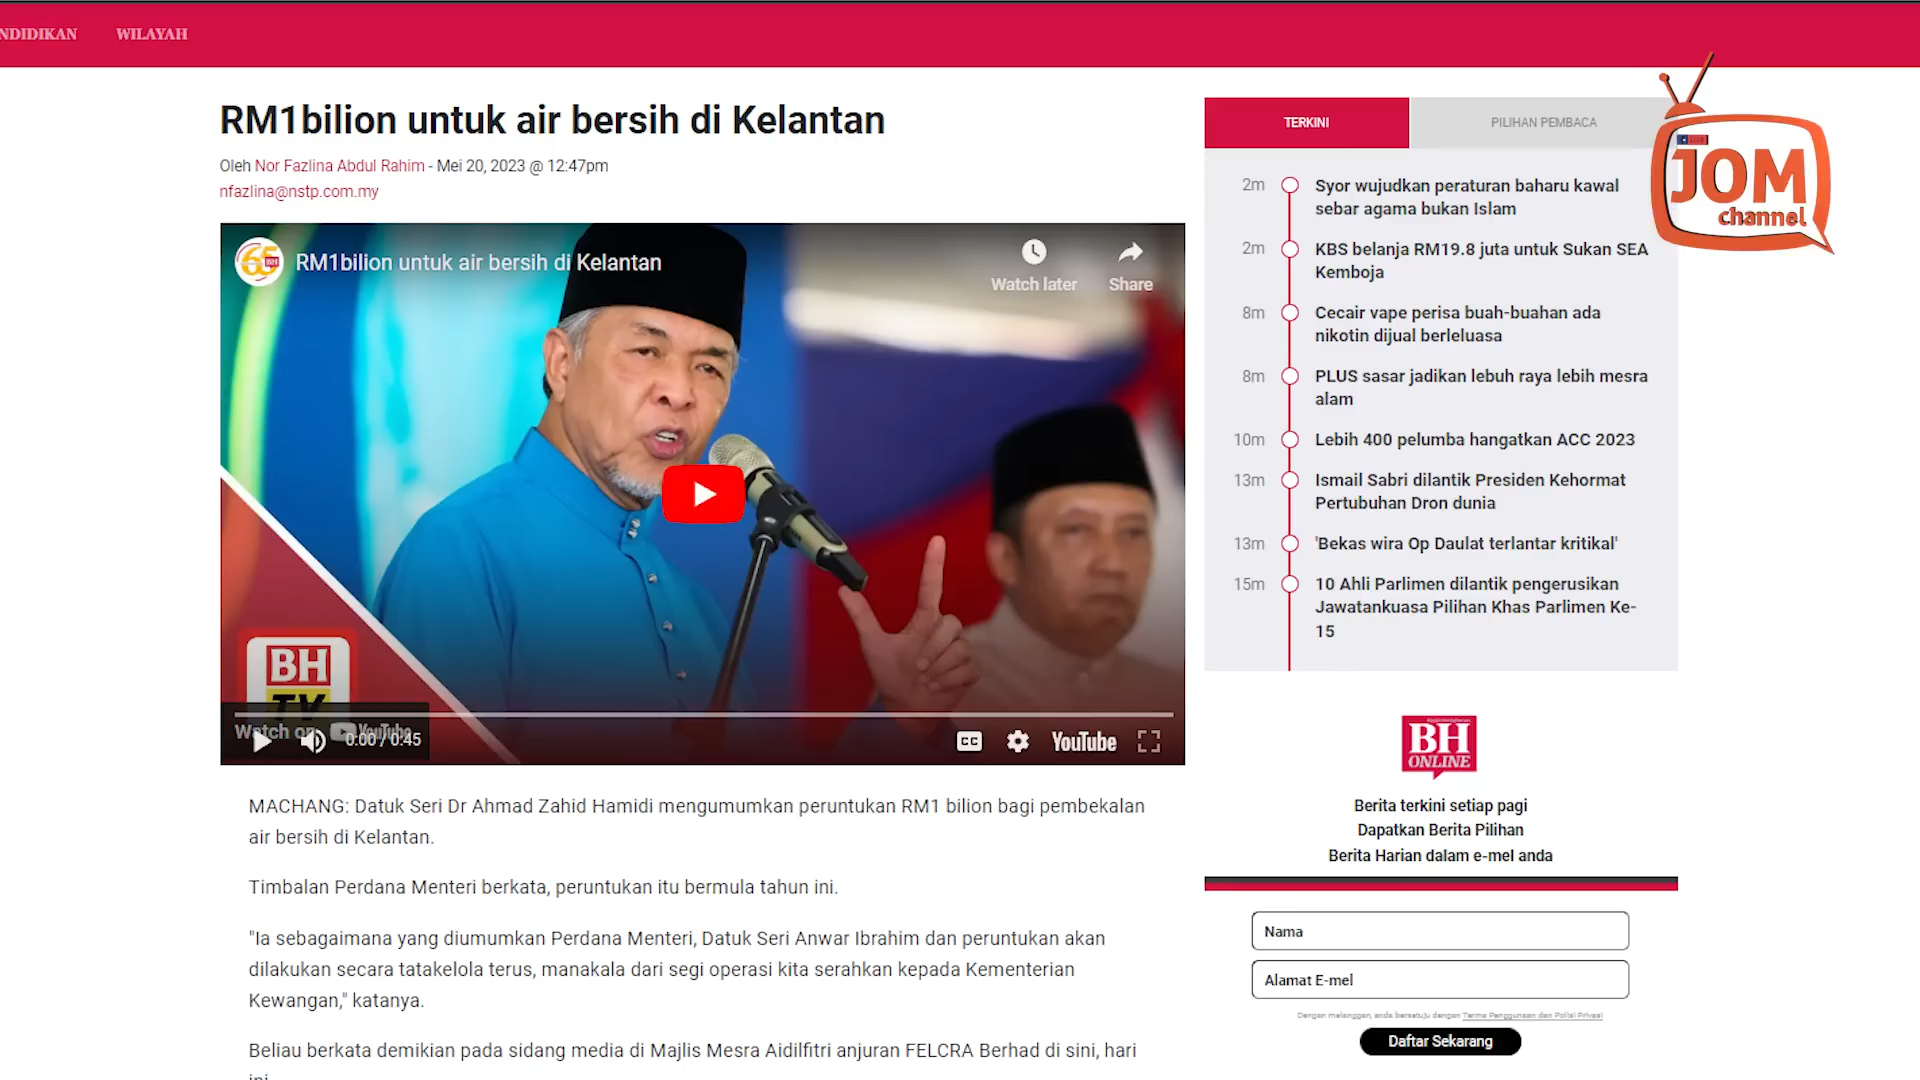 NDIDIKAN
WILAYAH
RM1bilion untuk air bersih di Kelantan
Oleh Nor Fazlina Abdul Rahim - Mei 20, 2023 @ 12:47pm
nfazlina@nstp.com.my
65 BH
RM1bilion untuk air bersih di Kelantan
Watch later
Share
BH
TV
Watch on YouTube
0:00 / 0:45
CC
YouTube
MACHANG: Datuk Seri Dr Ahmad Zahid Hamidi mengumumkan peruntukan RM1 bilion bagi pembekalan
air bersih di Kelantan.
Timbalan Perdana Menteri berkata, peruntukan itu bermula tahun ini.
"Ia sebagaimana yang diumumkan Perdana Menteri, Datuk Seri Anwar Ibrahim dan peruntukan akan
dilakukan secara tatakelola terus, manakala dari segi operasi kita serahkan kepada Kementerian
Kewangan," katanya.
Beliau berkata demikian pada sidang media di Majlis Mesra Aidilfitri anjuran FELCRA Berhad di sini, hari
ini.
TERKINI
PILIHAN PEMBACA
JOM
channel
2m Syor wujudkan peraturan baharu kawal
sebar agama bukan Islam
2m KBS belanja RM19.8 juta untuk Sukan SEA
Kemboja
8m Cecair vape perisa buah-buahan ada
nikotin dijual berleluasa
8m PLUS sasar jadikan lebuh raya lebih mesra
alam
10m Lebih 400 pelumba hangatkan ACC 2023
13m Ismail Sabri dilantik Presiden Kehormat
Pertubuhan Dron dunia
13m 'Bekas wira Op Daulat terlantar kritikal'
15m 10 Ahli Parlimen dilantik pengerusikan
Jawatankuasa Pilihan Khas Parlimen Ke-
15
BH
ONLINE
Berita terkini setiap pagi
Dapatkan Berita Pilihan
Berita Harian dalam e-mel anda
Nama
Alamat E-mel
Dengan melanggan, anda bersetuju dengan Terma Penggunaan dan Polisi Privasi
Daftar Sekarang